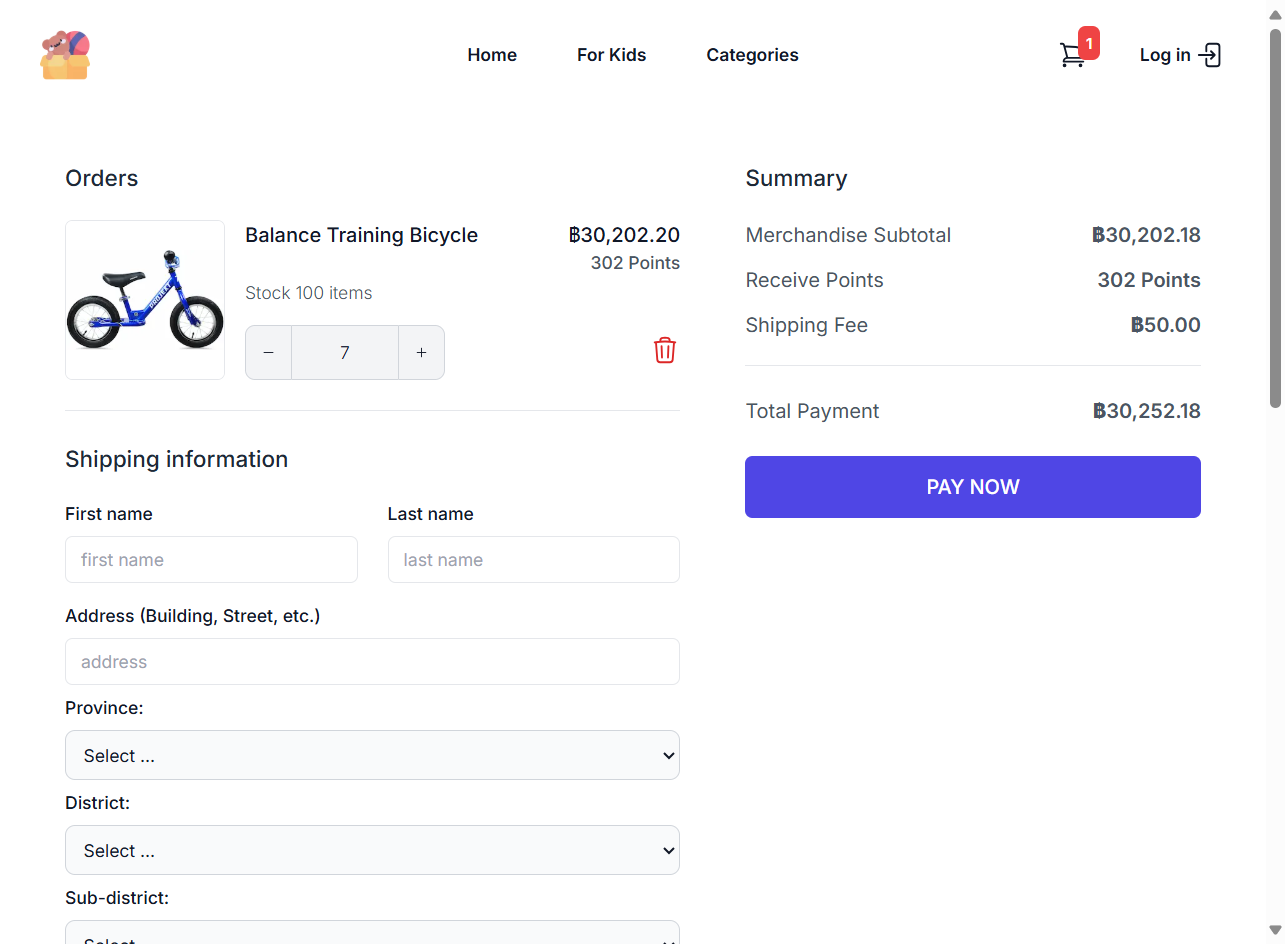 Home
For Kids
Categories
1
Log in
Orders
Balance Training Bicycle
฿30,202.20
302 Points
Stock 100 items
PROJEKT
−
7
+
Shipping information
First name
Last name
first name
last name
Address (Building, Street, etc.)
address
Province:
Select ...
District:
Select ...
Sub-district:
Select ...
Summary
Merchandise Subtotal
฿30,202.18
Receive Points
302 Points
Shipping Fee
฿50.00
Total Payment
฿30,252.18
PAY NOW